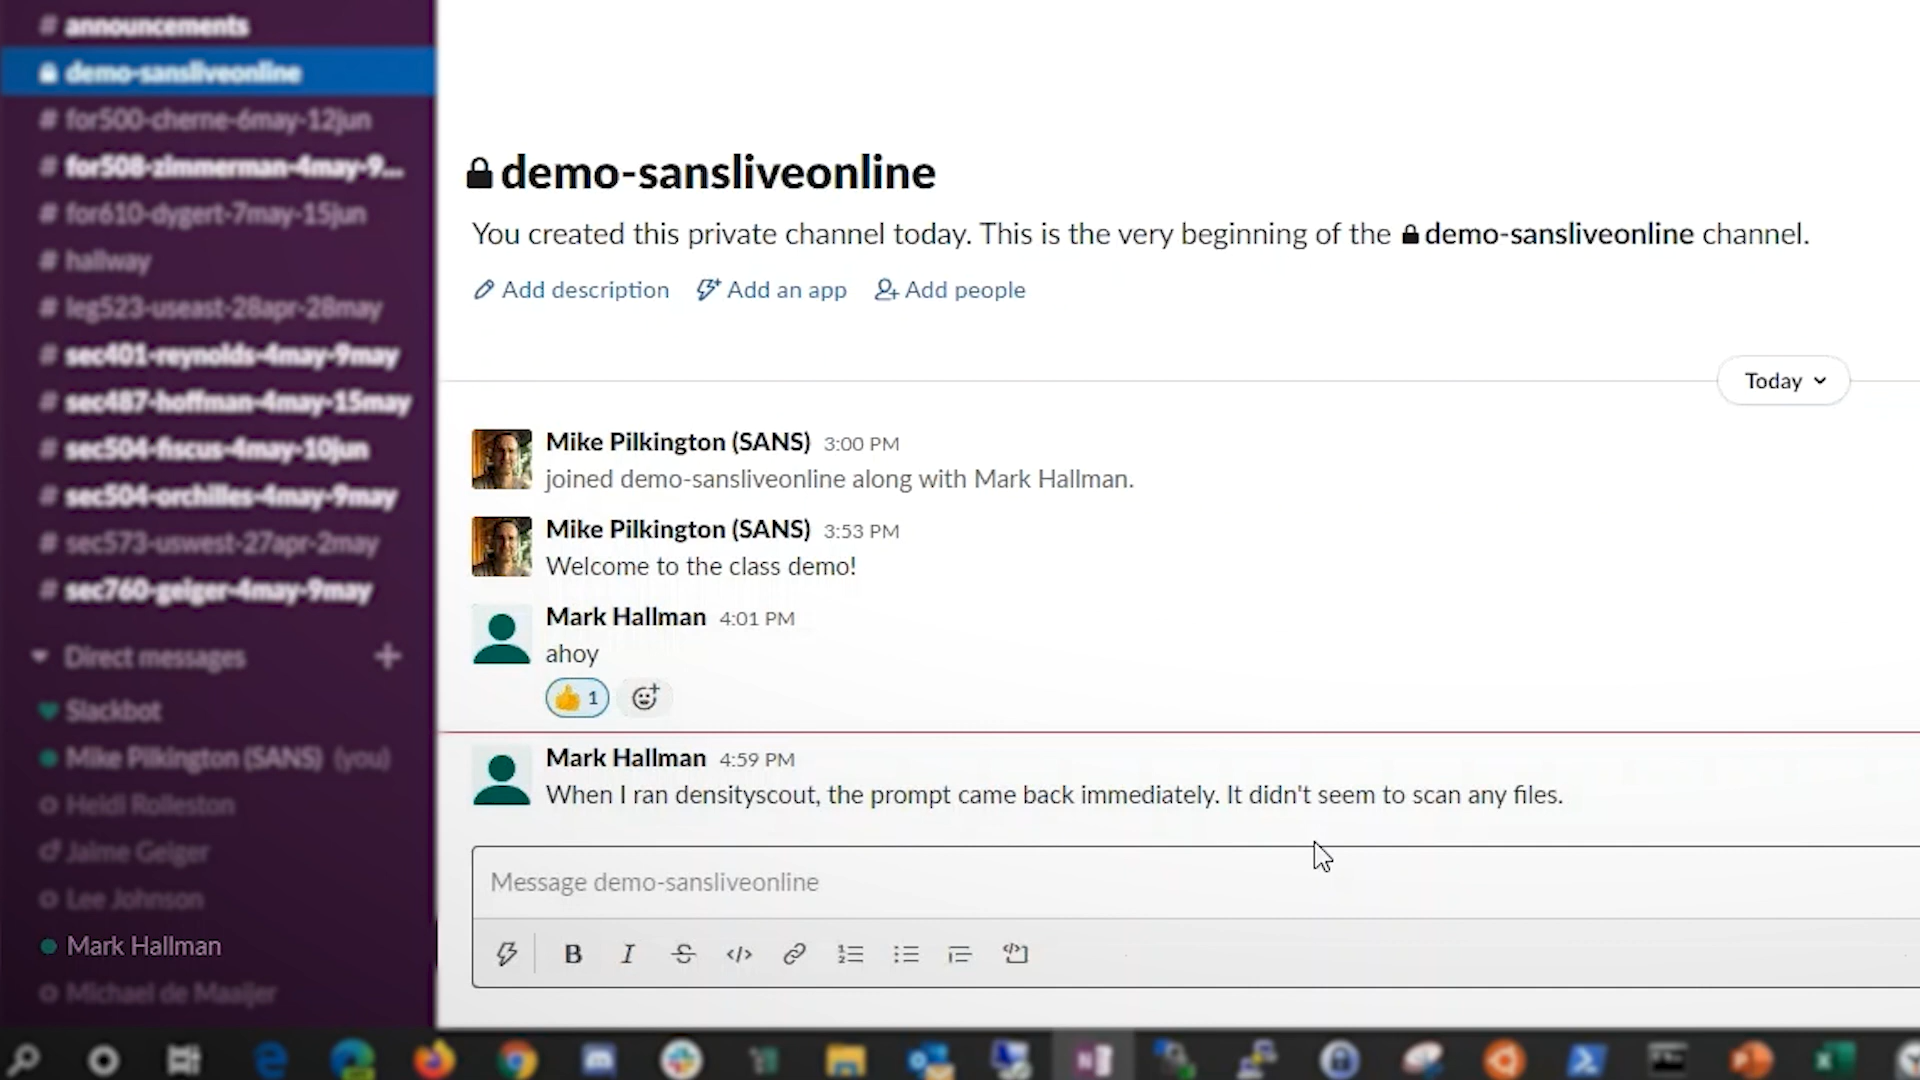 announcements
demo-sansliveonline
for500-cherne-6may-12jun
for508-zimmerman-4may-9...
for610-dygert-7may-15jun
hallway
leg523-useast-28apr-28may
sec401-reynolds-4may-9may
sec487-hoffman-4may-15may
sec504-fiscus-4may-10jun
sec504-orchilles-4may-9may
sec573-uswest-27apr-2may
sec760-geiger-4may-9may
Direct messages
Slackbot
Mike Pilkington (SANS) (you)
Heidi Rolleston
Jaime Geiger
Lee Johnson
Mark Hallman
Michael de Maaijer
demo-sansliveonline
You created this private channel today. This is the very beginning of the demo-sansliveonline channel.
Add description Add an app Add people
Today
Mike Pilkington (SANS) 3:00 PM
joined demo-sansliveonline along with Mark Hallman.
Mike Pilkington (SANS) 3:53 PM
Welcome to the class demo!
Mark Hallman 4:01 PM
ahoy
1
Mark Hallman 4:59 PM
When I ran densityscout, the prompt came back immediately. It didn't seem to scan any files.
Message demo-sansliveonline